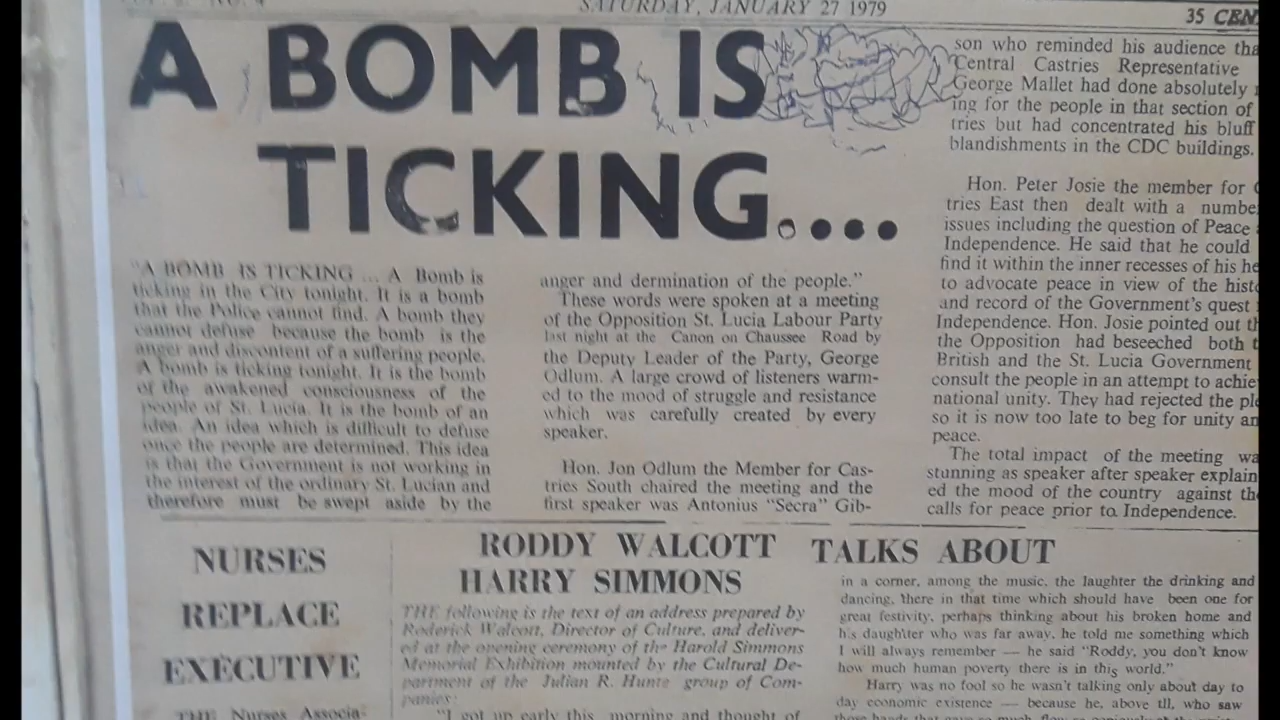 SATURDAY, JANUARY 27 1979
35 CEN
A BOMB IS
TICKING....
"A BOMB IS TICKING ... A Bomb is
ticking in the City tonight. It is a bomb
that the Police cannot find. A bomb they
cannot defuse because the bomb is the
anger and discontent of a suffering people.
A bomb is ticking tonight. It is the bomb
of the awakened consciousness of the
people of St. Lucia. It is the bomb of an
idea. An idea which is difficult to defuse
once the people are determined. This idea
is that the Government is not working in
the interest of the ordinary St. Lucian and
therefore must be swept aside by the
anger and dermination of the people."
These words were spoken at a meeting
of the Opposition St. Lucia Labour Party
last night at the Canon on Chaussee Road by
the Deputy Leader of the Party, George
Odlum. A large crowd of listeners warm-
ed to the mood of struggle and resistance
which was carefully created by every
speaker.
Hon. Jon Odlum the Member for Cas-
tries South chaired the meeting and the
first speaker was Antonius "Secra" Gib-
son who reminded his audience tha
Central Castries Representative
George Mallet had done absolutely
ing for the people in that section of
tries but had concentrated his bluff
blandishments in the CDC buildings.
Hon. Peter Josie the member for C
tries East then dealt with a numbe
issues including the question of Peace
Independence. He said that he could
find it within the inner recesses of his he
to advocate peace in view of the histo
and record of the Government's quest
Independence. Hon. Josie pointed out th
the Opposition had beseeched both t
British and the St. Lucia Government
consult the people in an attempt to achie
national unity. They had rejected the ple
so it is now too late to beg for unity an
peace.
The total impact of the meeting wa
stunning as speaker after speaker explain
ed the mood of the country against th
calls for peace prior to Independence.
NURSES
REPLACE
EXECUTIVE
THE Nurses Associa-
RODDY WALCOTT TALKS ABOUT
HARRY SIMMONS
THE following is the text of an address prepared by
Roderick Walcott, Director of Culture, and deliver-
ed at the opening ceremony of the Harold Simmons
Memorial Exhibition mounted by the Cultural De-
partment of the Julian R. Hunte group of Com-
panies:
"I got up early this morning and thought of
in a corner, among the music, the laughter the drinking and
dancing, there in that time which should have been one for
great festivity, perhaps thinking about his broken home and
his daughter who was far away, he told me something which
I will always remember — he said "Roddy, you don't know
how much human poverty there is in this world."
Harry was no fool so he wasn't talking only about day to
day economic existence — because he, above tll, who saw